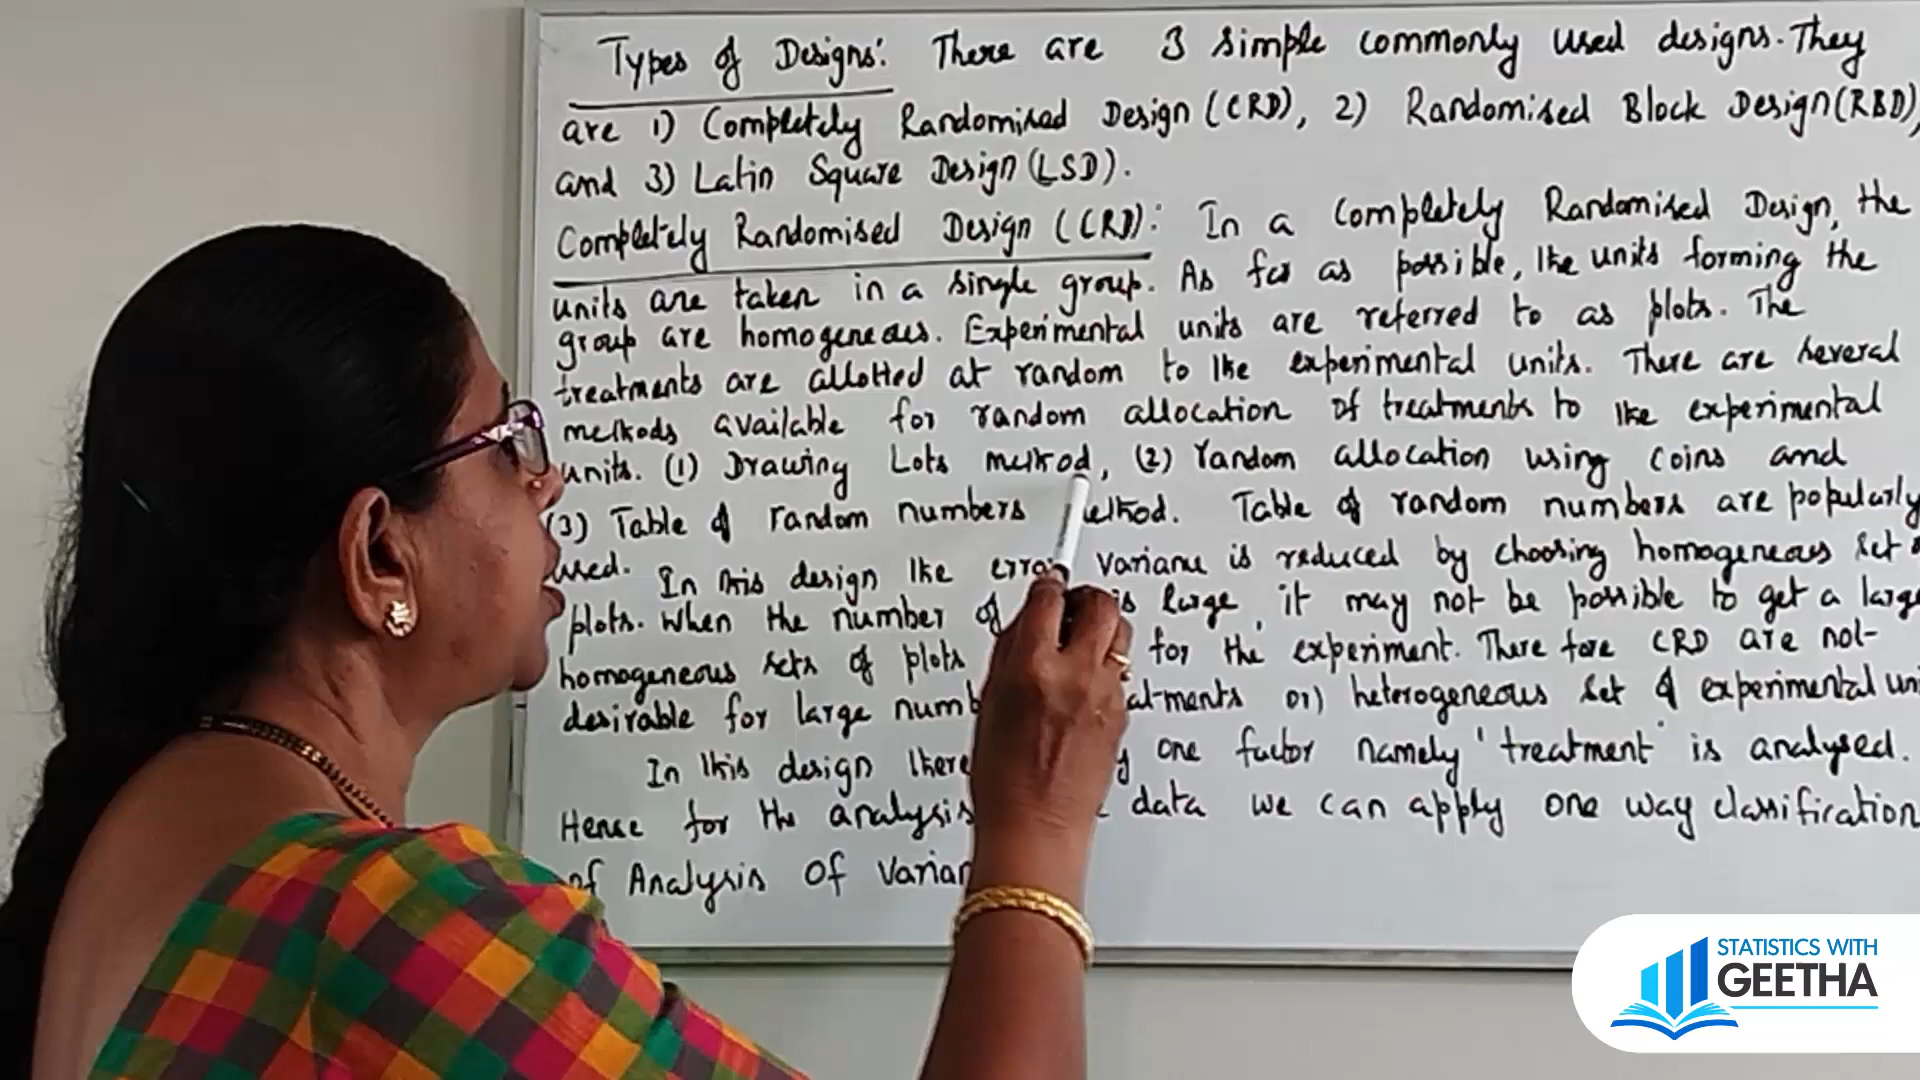 Types of Designs: There are 3 simple commonly used designs. They
are 1) Completely Randomised Design (CRD), 2) Randomised Block Design (RBD),
and 3) Latin Square Design (LSD).
Completely Randomised Design (CRD): In a Completely Randomised Design, the
units are taken in a single group. As far as possible, the units forming the
group are homogeneous. Experimental units are referred to as plots. The
treatments are allotted at random to the experimental units. There are several
methods available for random allocation of treatments to the experimental
units. (1) Drawing Lots method, (2) random allocation using coins and
(3) Table of random numbers method. Table of random numbers are popularly
used. In this design the error variance is reduced by choosing homogeneous set
plots. When the number of is large it may not be possible to get a large
homogeneous sets of plots for the experiment. There fore CRD are not-
desirable for large or) heterogeneous set of experimental
In this design one factor namely 'treatment' is analysed.
Hence for the analysis data we can apply one way classification
of Analysis of
STATISTICS WITH
GEETHA